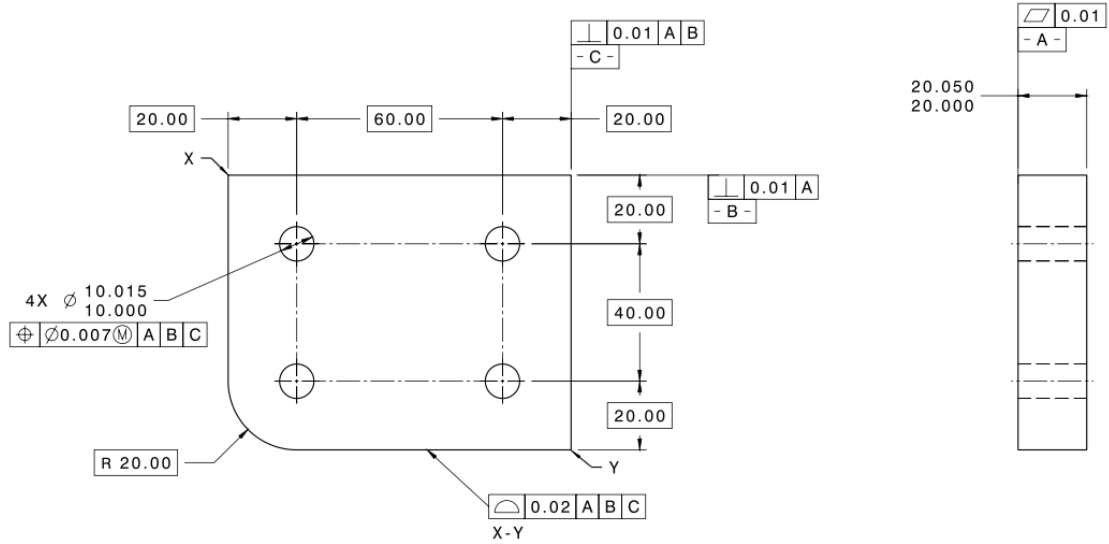 ⏥ 0.01
- A -
⊥ 0.01 A B
- C -
20.050
20.000
20.00 60.00 20.00
X
⊥ 0.01 A
- B -
20.00
4X ∅ 10.015
10.000
⌖ ∅0.007Ⓜ A B C
40.00
20.00
R 20.00
Y
⌓ 0.02 A B C
X-Y